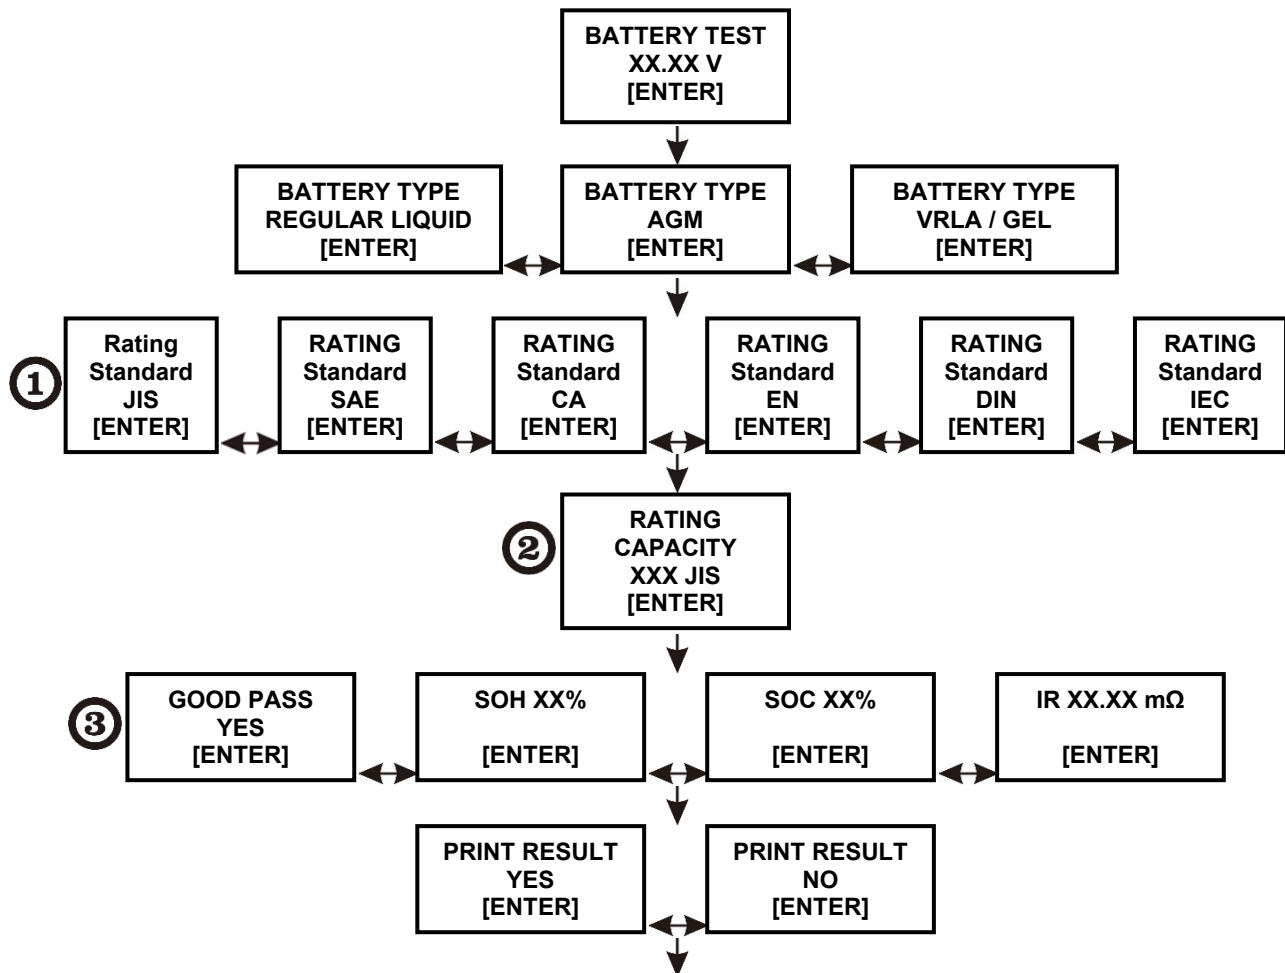 BATTERY TEST
XX.XX V
[ENTER]
BATTERY TYPE
REGULAR LIQUID
[ENTER]
BATTERY TYPE
AGM
[ENTER]
BATTERY TYPE
VRLA / GEL
[ENTER]
1
Rating
Standard
JIS
[ENTER]
RATING
Standard
SAE
[ENTER]
RATING
Standard
CA
[ENTER]
RATING
Standard
EN
[ENTER]
RATING
Standard
DIN
[ENTER]
RATING
Standard
IEC
[ENTER]
2
RATING
CAPACITY
XXX JIS
[ENTER]
3
GOOD PASS
YES
[ENTER]
SOH XX%
[ENTER]
SOC XX%
[ENTER]
IR XX.XX mΩ
[ENTER]
PRINT RESULT
YES
[ENTER]
PRINT RESULT
NO
[ENTER]